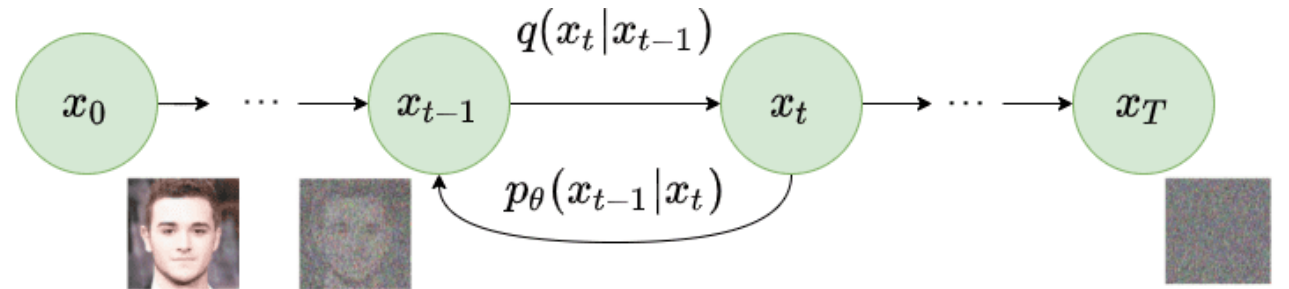 q(x_t|x_{t-1})
x_0 ··· x_{t-1} x_t ··· x_T
p_θ(x_{t-1}|x_t)